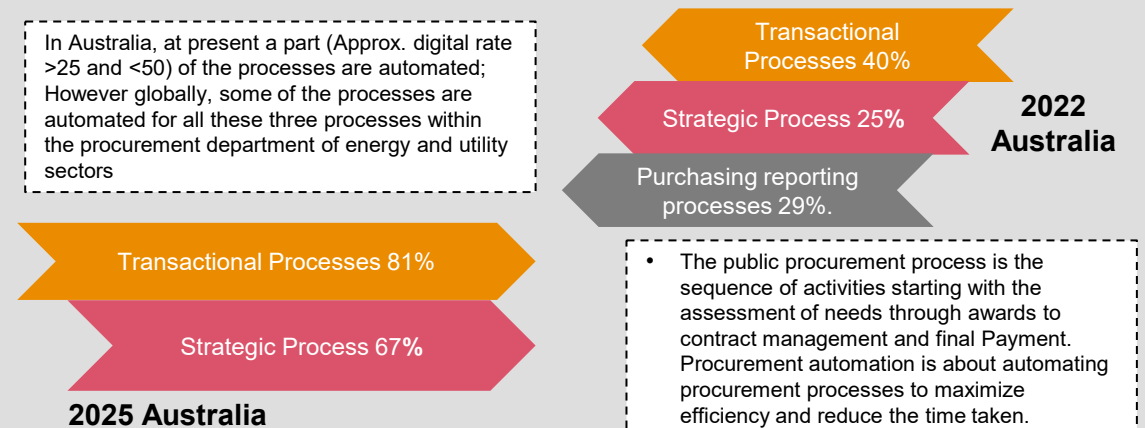 In Australia, at present a part (Approx. digital rate
>25 and <50) of the processes are automated;
However globally, some of the processes are
automated for all these three processes within
the procurement department of energy and utility
sectors
Transactional
Processes 40%
Strategic Process 25%
Purchasing reporting
processes 29%.
2022
Australia
Transactional Processes 81%
Strategic Process 67%
2025 Australia
• The public procurement process is the
sequence of activities starting with the
assessment of needs through awards to
contract management and final Payment.
Procurement automation is about automating
procurement processes to maximize
efficiency and reduce the time taken.